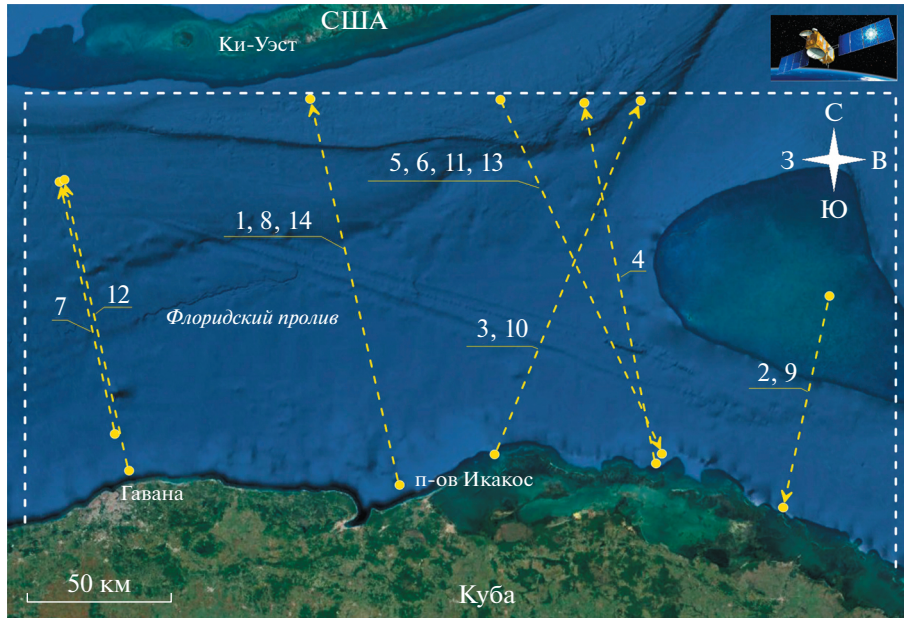 США
Ки-Уэст
С
З
В
Ю
5, 6, 11, 13
1, 8, 14
4
12
7
Флоридский пролив
3, 10
2, 9
п-ов Икакос
Гавана
50 км
Куба